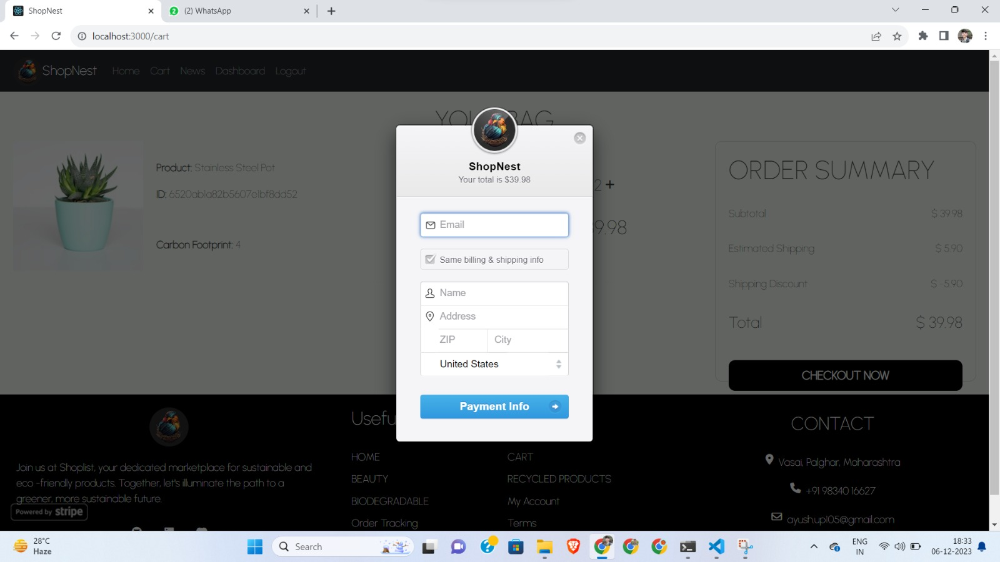 ShopNest
(2) WhatsApp
localhost:3000/cart
ShopNest Home Cart News Dashboard Logout
YOU BAG
Product: Stainless Steel Pot
ID: 6520ab1a82b5607c1bf8dd52
Carbon Footprint: 4
2 +
9.98
ShopNest
Your total is $39.98
Email
Same billing & shipping info
Name
Address
ZIP City
United States
Payment Info
ORDER SUMMARY
Subtotal $ 39.98
Estimated Shipping $ 5.90
Shipping Discount $ -5.90
Total $ 39.98
CHECKOUT NOW
Join us at Shoplist, your dedicated marketplace for sustainable and
eco -friendly products. Together, let's illuminate the path to a
greener, more sustainable future.
Powered by stripe
Usefu
HOME CART
BEAUTY RECYCLED PRODUCTS
BIODEGRADABLE My Account
Order Tracking Terms
CONTACT
Vasai, Palghar, Maharashtra
+91 98340 16627
ayush.up105@gmail.com
28°C
Haze
Search
ENG
IN
18:33
06-12-2023